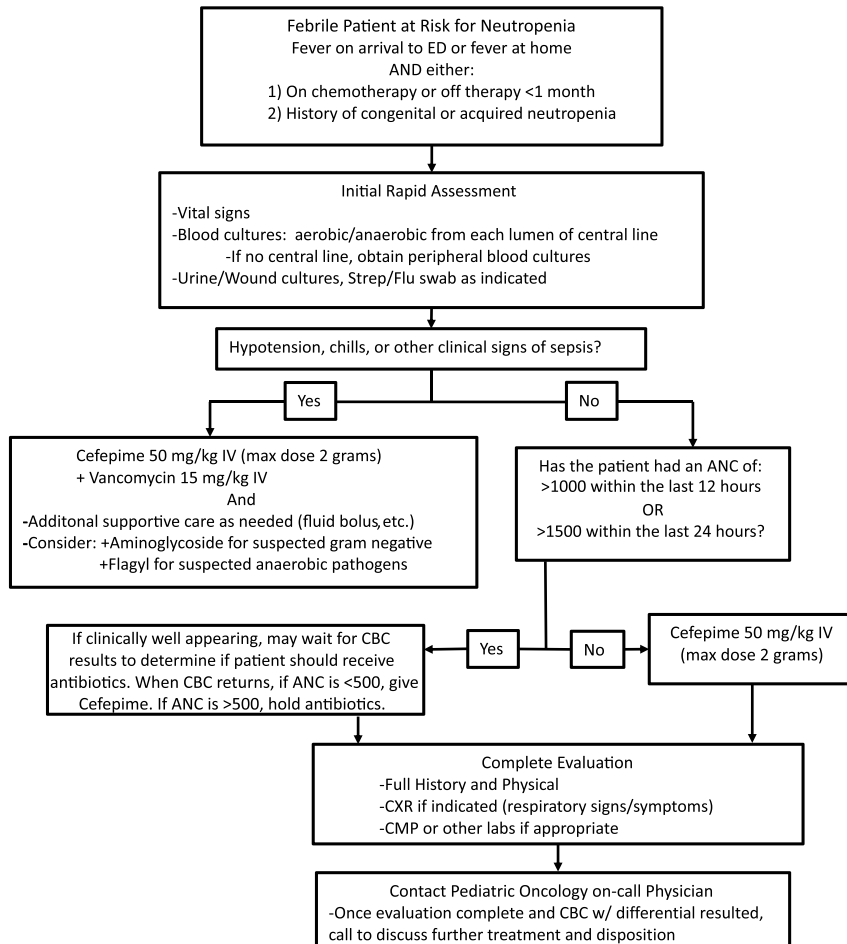 Febrile Patient at Risk for Neutropenia
Fever on arrival to ED or fever at home
AND either:
1) On chemotherapy or off therapy <1 month
2) History of congenital or acquired neutropenia
Initial Rapid Assessment
-Vital signs
-Blood cultures: aerobic/anaerobic from each lumen of central line
-If no central line, obtain peripheral blood cultures
-Urine/Wound cultures, Strep/Flu swab as indicated
Hypotension, chills, or other clinical signs of sepsis?
Yes
No
Cefepime 50 mg/kg IV (max dose 2 grams)
+ Vancomycin 15 mg/kg IV
And
-Additonal supportive care as needed (fluid bolus,etc.)
-Consider: +Aminoglycoside for suspected gram negative
+Flagyl for suspected anaerobic pathogens
Has the patient had an ANC of:
>1000 within the last 12 hours
OR
>1500 within the last 24 hours?
Yes
No
If clinically well appearing, may wait for CBC
results to determine if patient should receive
antibiotics. When CBC returns, if ANC is <500, give
Cefepime. If ANC is >500, hold antibiotics.
Cefepime 50 mg/kg IV
(max dose 2 grams)
Complete Evaluation
-Full History and Physical
-CXR if indicated (respiratory signs/symptoms)
-CMP or other labs if appropriate
Contact Pediatric Oncology on-call Physician
-Once evaluation complete and CBC w/ differential resulted,
call to discuss further treatment and disposition